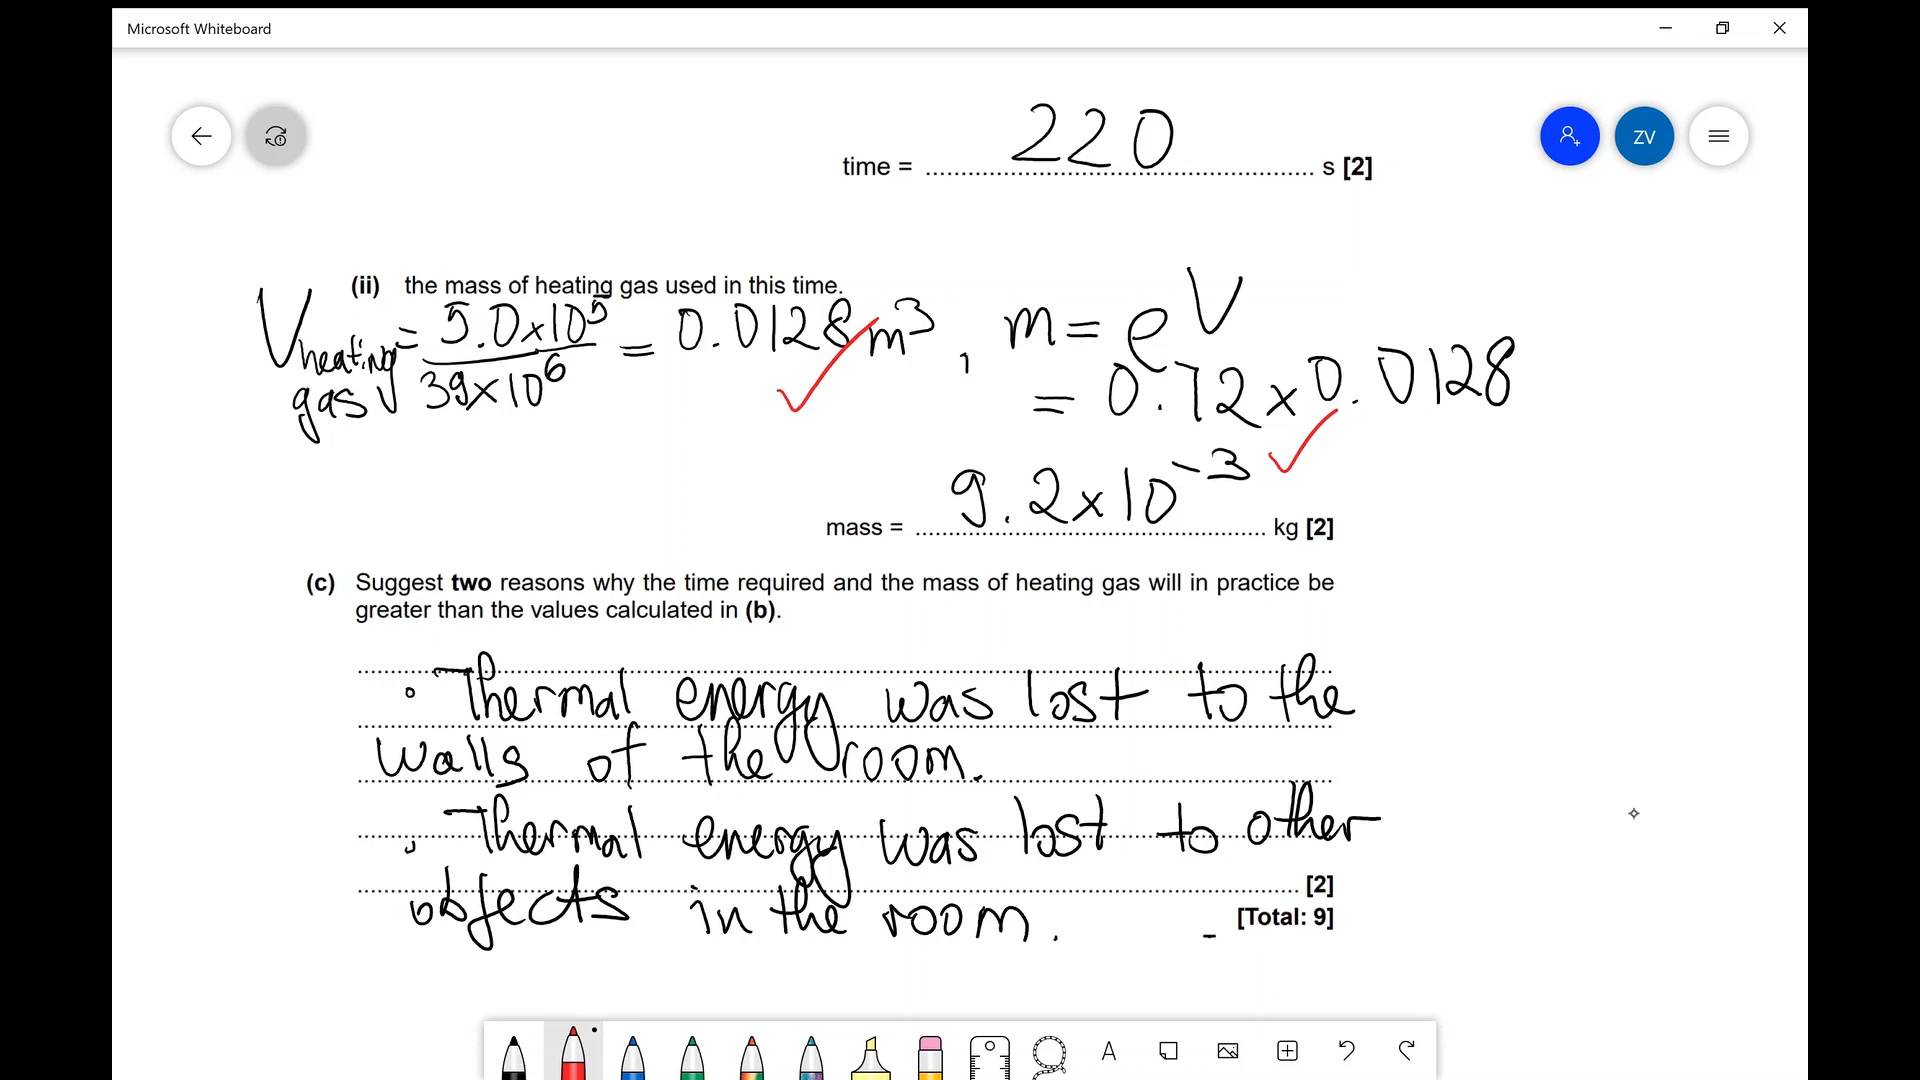 Microsoft Whiteboard
ZV
220
time = ........................................................ s [2]
(ii) the mass of heating gas used in this time.
V heating gas = 5.0×10^5 / 39×10^6 = 0.0128 m^3, m = ρV
= 0.72 × 0.0128
9.2×10^-3
mass = ..................................................... kg [2]
(c) Suggest two reasons why the time required and the mass of heating gas will in practice be
greater than the values calculated in (b).
· Thermal energy was lost to the
walls of the room.
· Thermal energy was lost to other
[2]
objects in the room.
[Total: 9]
A